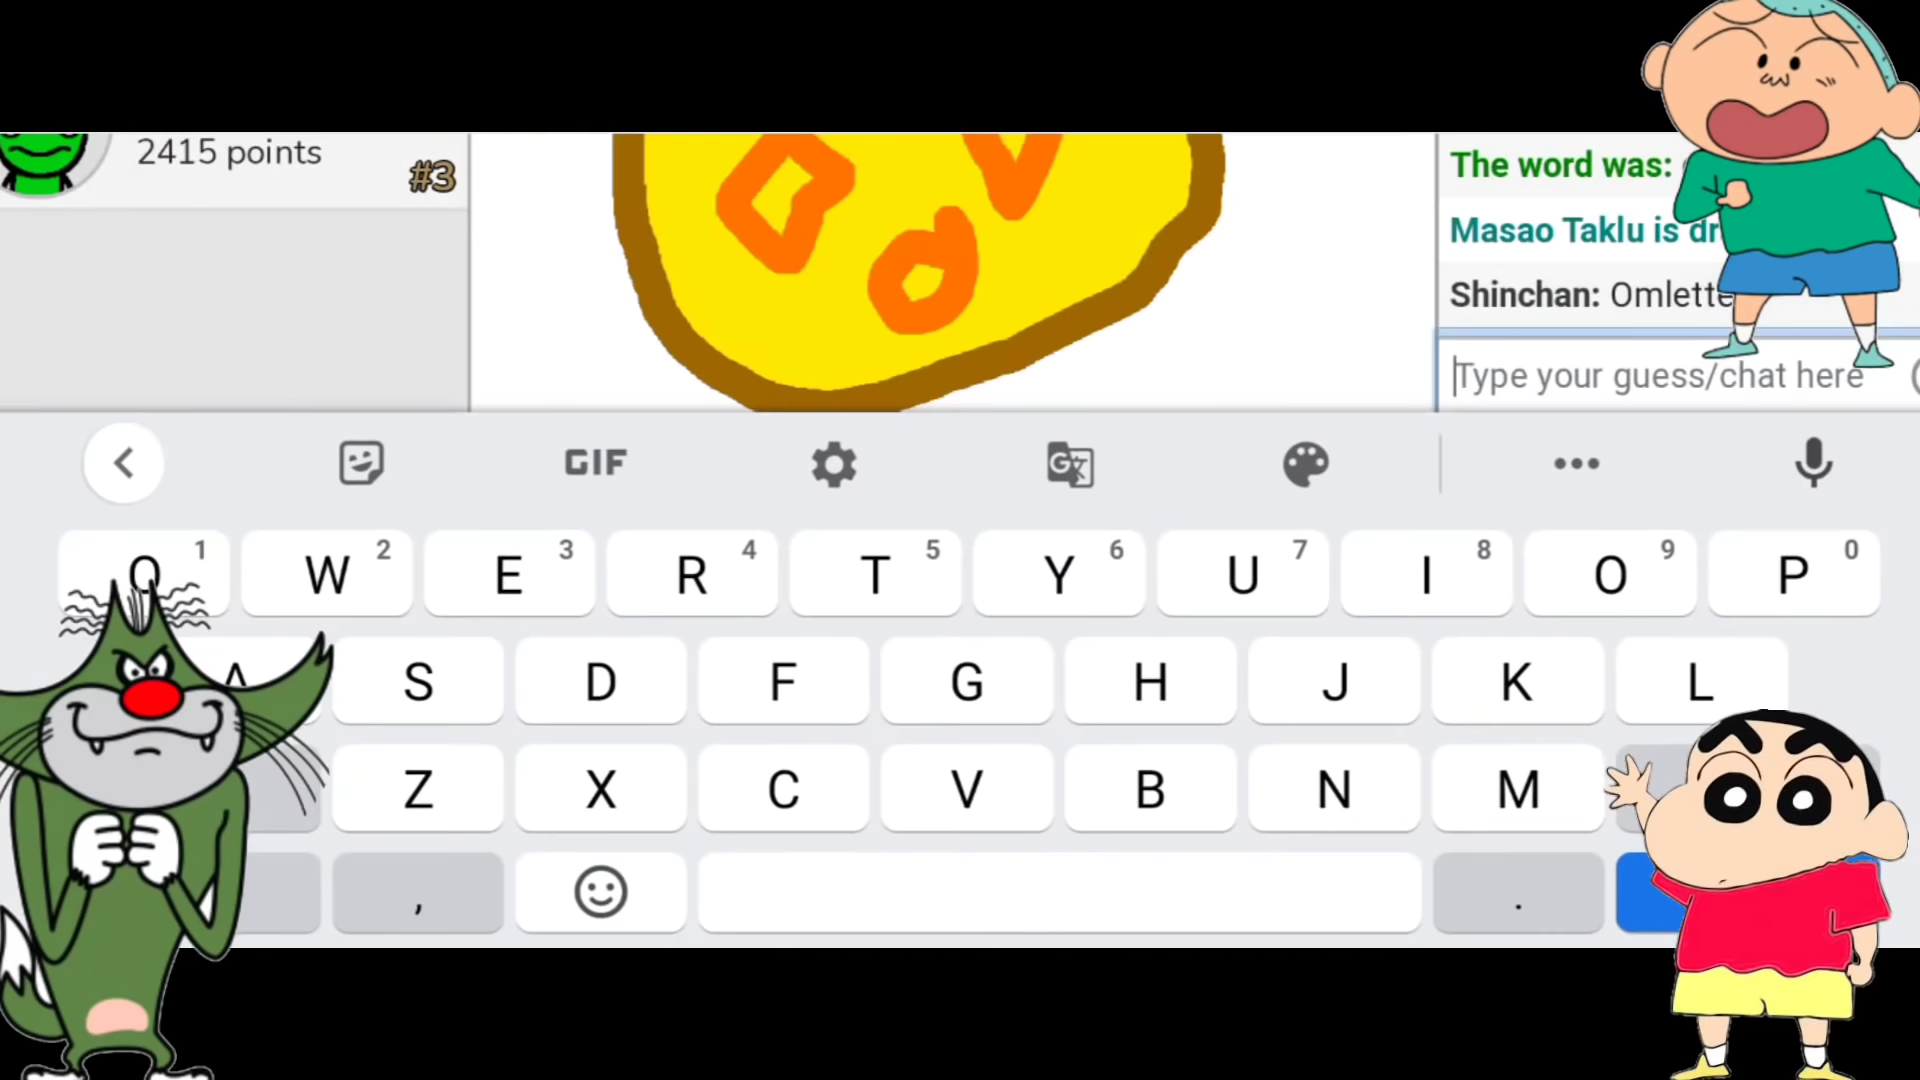 2415 points
#3
The word was:
Masao Taklu is dr
Shinchan: Omlette
Type your guess/chat here
GIF
G
Q 1 W 2 E 3 R 4 T 5 Y 6 U 7 I 8 O 9 P 0
A S D F G H J K L
Z X C V B N M
, .